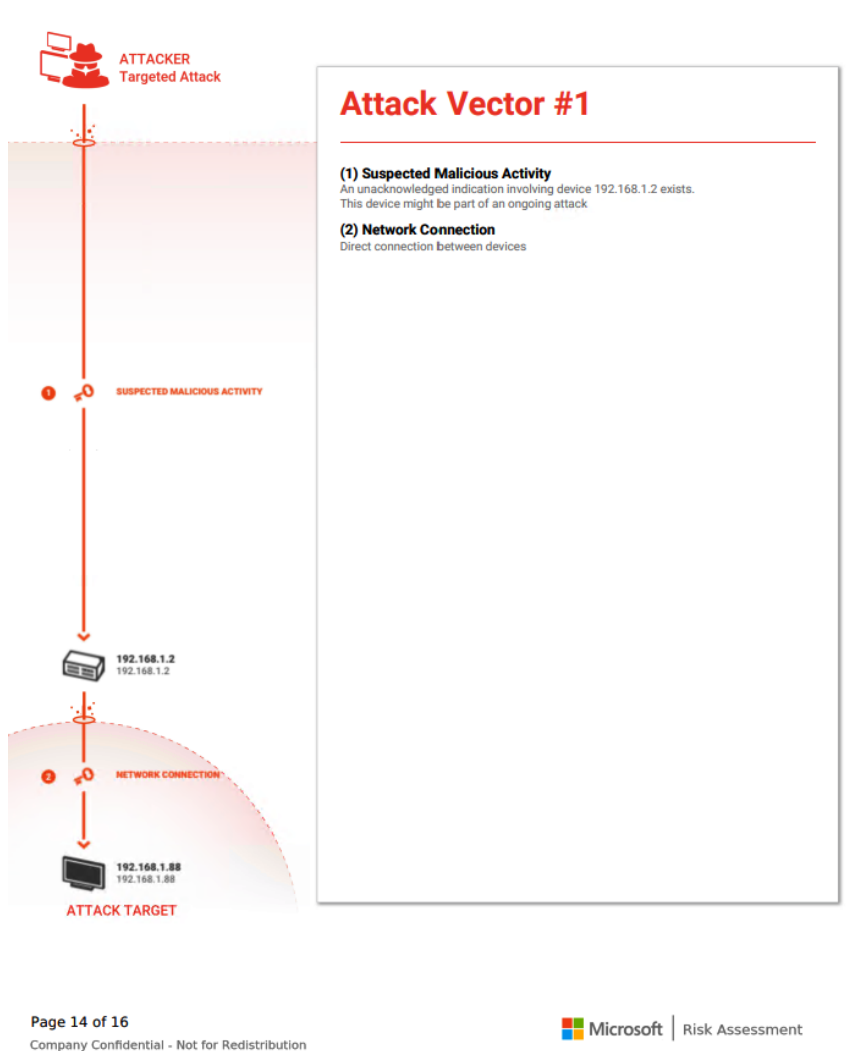 ATTACKER
Targeted Attack
Attack Vector #1
(1) Suspected Malicious Activity
An unacknowledged indication involving device 192.168.1.2 exists.
This device might be part of an ongoing attack
(2) Network Connection
Direct connection between devices
1 SUSPECTED MALICIOUS ACTIVITY
192.168.1.2
192.168.1.2
2 NETWORK CONNECTION
192.168.1.88
192.168.1.88
ATTACK TARGET
Page 14 of 16
Company Confidential - Not for Redistribution
Microsoft | Risk Assessment